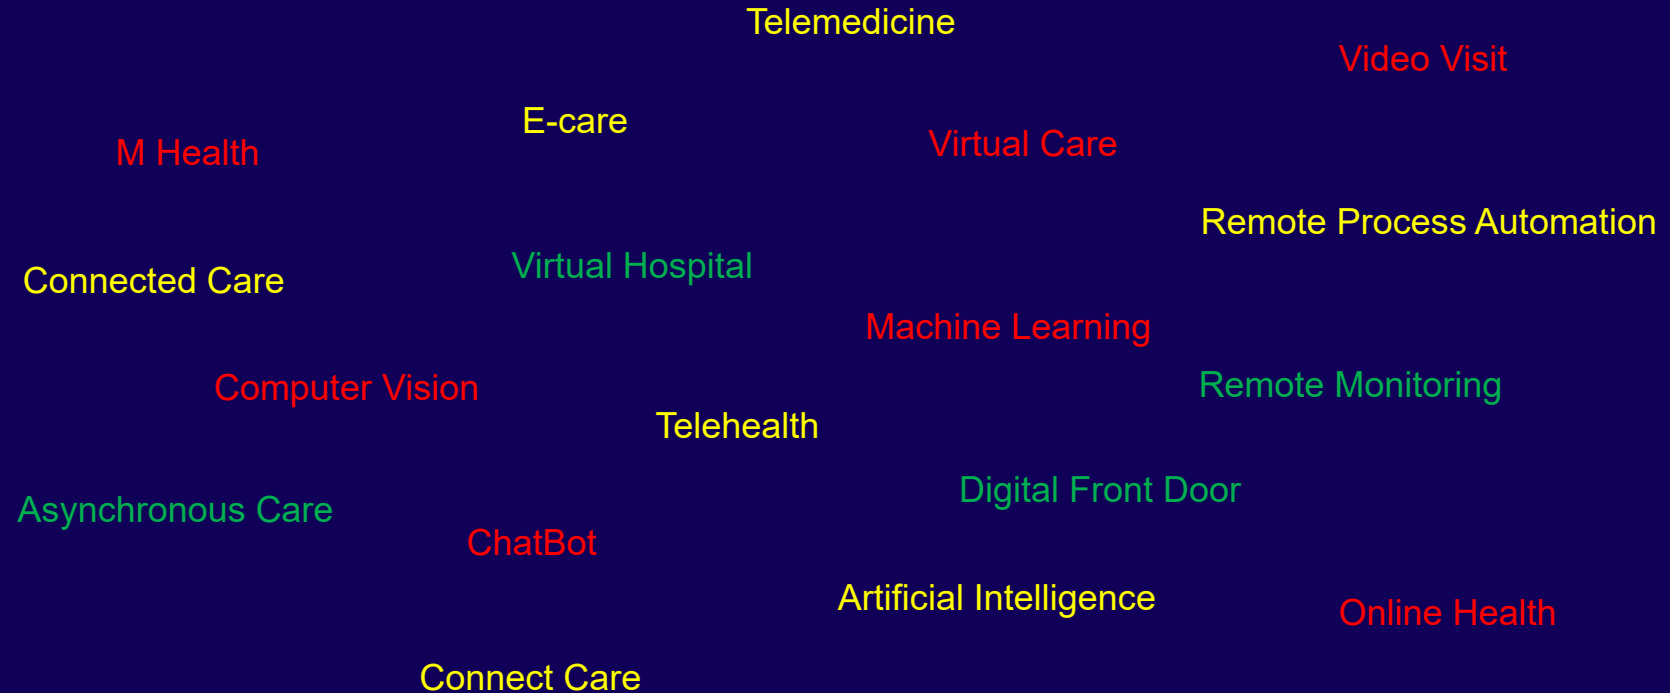 Telemedicine
Video Visit
E-care
Virtual Care
M Health
Remote Process Automation
Virtual Hospital
Connected Care
Machine Learning
Remote Monitoring
Computer Vision
Telehealth
Digital Front Door
Asynchronous Care
ChatBot
Artificial Intelligence
Online Health
Connect Care